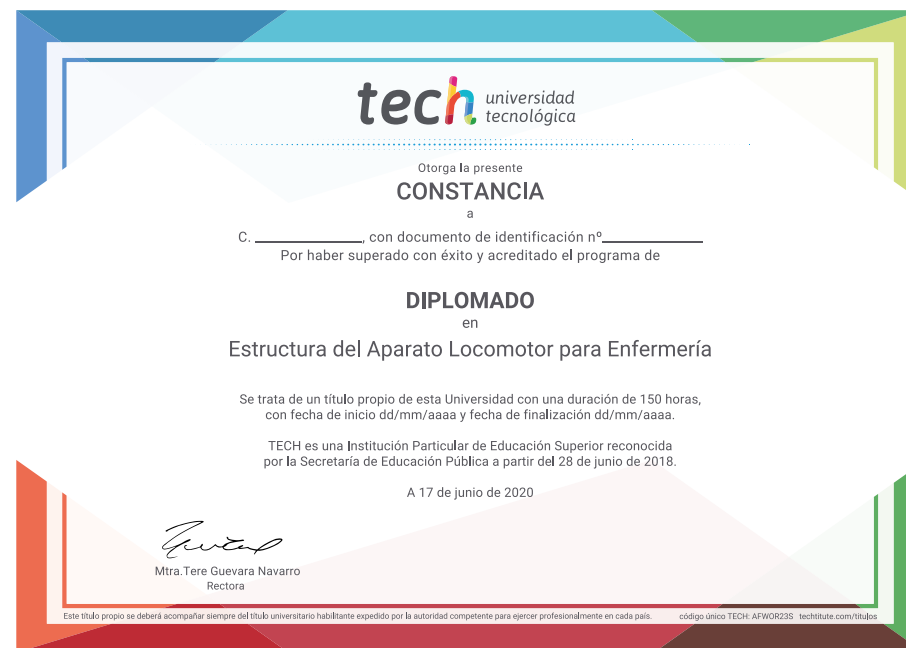 tech universidad
tecnológica
Otorga la presente
CONSTANCIA
a
C. ____________, con documento de identificación nº____________
Por haber superado con éxito y acreditado el programa de
DIPLOMADO
en
Estructura del Aparato Locomotor para Enfermería
Se trata de un título propio de esta Universidad con una duración de 150 horas,
con fecha de inicio dd/mm/aaaa y fecha de finalización dd/mm/aaaa.
TECH es una Institución Particular de Educación Superior reconocida
por la Secretaría de Educación Pública a partir del 28 de junio de 2018.
A 17 de junio de 2020
Mtra.Tere Guevara Navarro
Rectora
Este título propio se deberá acompañar siempre del título universitario habilitante expedido por la autoridad competente para ejercer profesionalmente en cada país. código único TECH: AFWOR23S techtitute.com/titulos